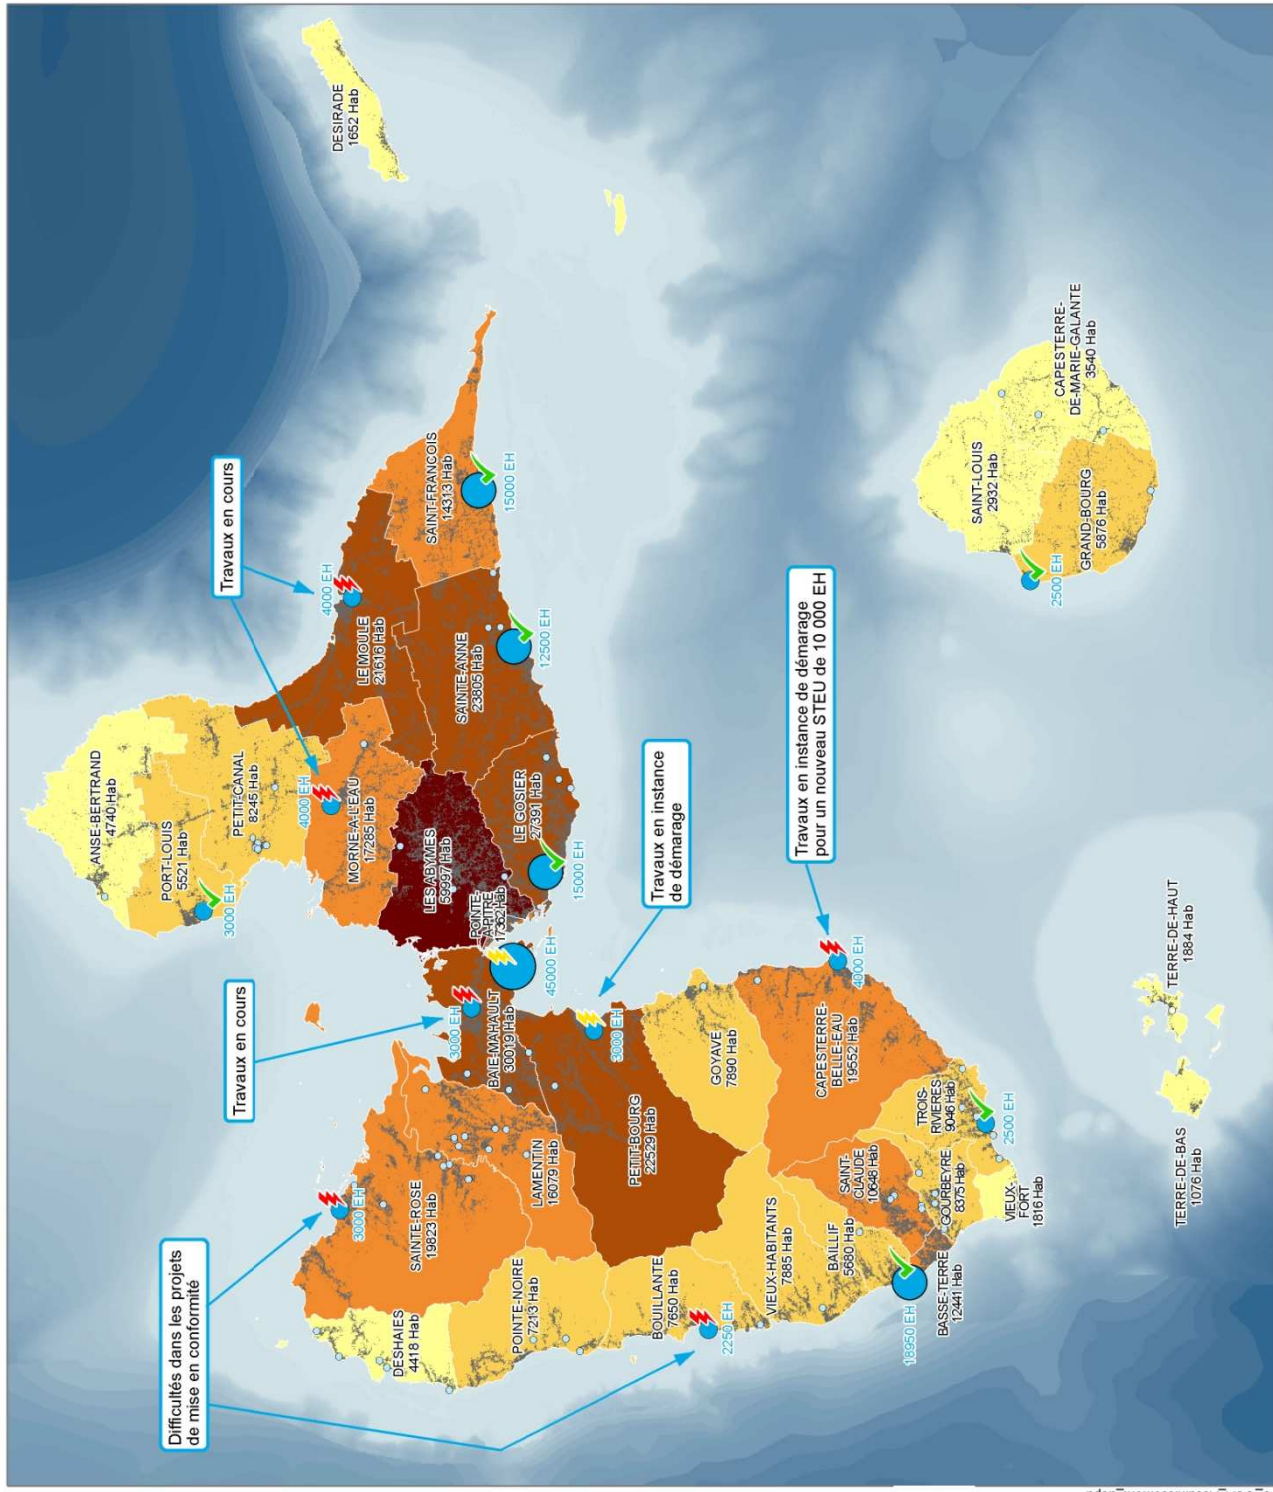 Difficultés dans les projets
de mise en conformité
Travaux en cours
Travaux en cours
Travaux en instance
de démarage
Travaux en instance de démarage
pour un nouveau STEU de 10 000 EH
ANSE-BERTRAND
4740 Hab
PORT-LOUIS
5521 Hab
3000 EH
PETIT-CANAL
8245 Hab
4000 EH
MORNE-A-L'EAU
17285 Hab
4000 EH
LE MOULE
21616 Hab
SAINT-FRANCOIS
14313 Hab
15000 EH
DESIRADE
1652 Hab
SAINTE-ANNE
23805 Hab
12500 EH
LE GOSIER
27391 Hab
15000 EH
LES ABYMES
59997 Hab
POINTE-
A-PITRE
17362 Hab
45000 EH
3000 EH
BAIE-MAHAULT
30019 Hab
3000 EH
SAINTE-ROSE
19823 Hab
LAMENTIN
16079 Hab
DESHAIES
4418 Hab
POINTE-NOIRE
7213 Hab
PETIT-BOURG
22529 Hab
3000 EH
GOYAVE
7890 Hab
BOUILLANTE
7650 Hab
2250 EH
VIEUX-HABITANTS
7885 Hab
CAPESTERRE-
BELLE-EAU
19552 Hab
4000 EH
BAILLIF
5680 Hab
SAINT-
CLAUDE
10648 Hab
TROIS-
RIVIERES
9046 Hab
2500 EH
GOURBEYRE
8375 Hab
18950 EH
BASSE-TERRE
12441 Hab
VIEUX-
FORT
1816 Hab
SAINT-LOUIS
2932 Hab
CAPESTERRE-
DE-MARIE-GALANTE
3540 Hab
GRAND-BOURG
5876 Hab
2500 EH
TERRE-DE-HAUT
1884 Hab
TERRE-DE-BAS
1076 Hab